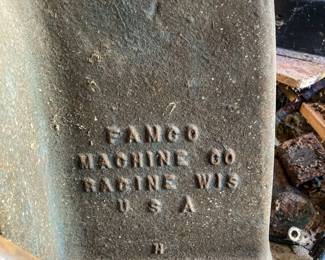 FAMCO
MACHINE CO
RACINE WIS
U S A
H